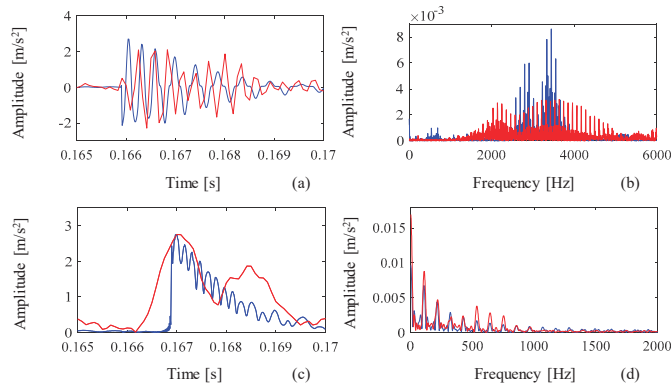 ×10⁻³
Amplitude [m/s²]
4
2
0
-2
0.165 0.166 0.167 0.168 0.169 0.17
Time [s] (a)
Amplitude [m/s²]
8
6
4
2
0
0 2000 4000 6000
Frequency [Hz] (b)
Amplitude [m/s²]
3
2
1
0
0.165 0.166 0.167 0.168 0.169 0.17
Time [s] (c)
Amplitude [m/s²]
0.015
0.01
0.005
0
0 500 1000 1500 2000
Frequency [Hz] (d)